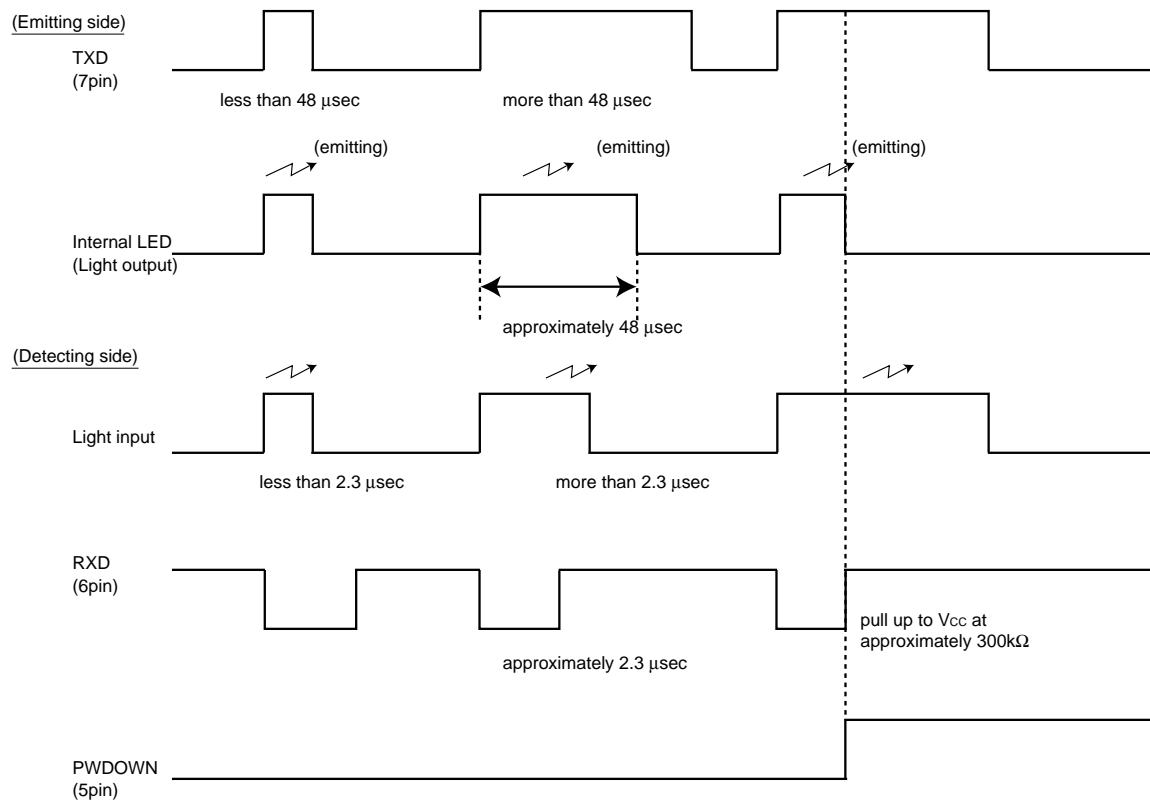 (Emitting side)
TXD
(7pin)
less than 48 μsec
more than 48 μsec
(emitting)
(emitting)
(emitting)
Internal LED
(Light output)
approximately 48 μsec
(Detecting side)
Light input
less than 2.3 μsec
more than 2.3 μsec
RXD
(6pin)
pull up to VCC at
approximately 300kΩ
approximately 2.3 μsec
PWDOWN
(5pin)